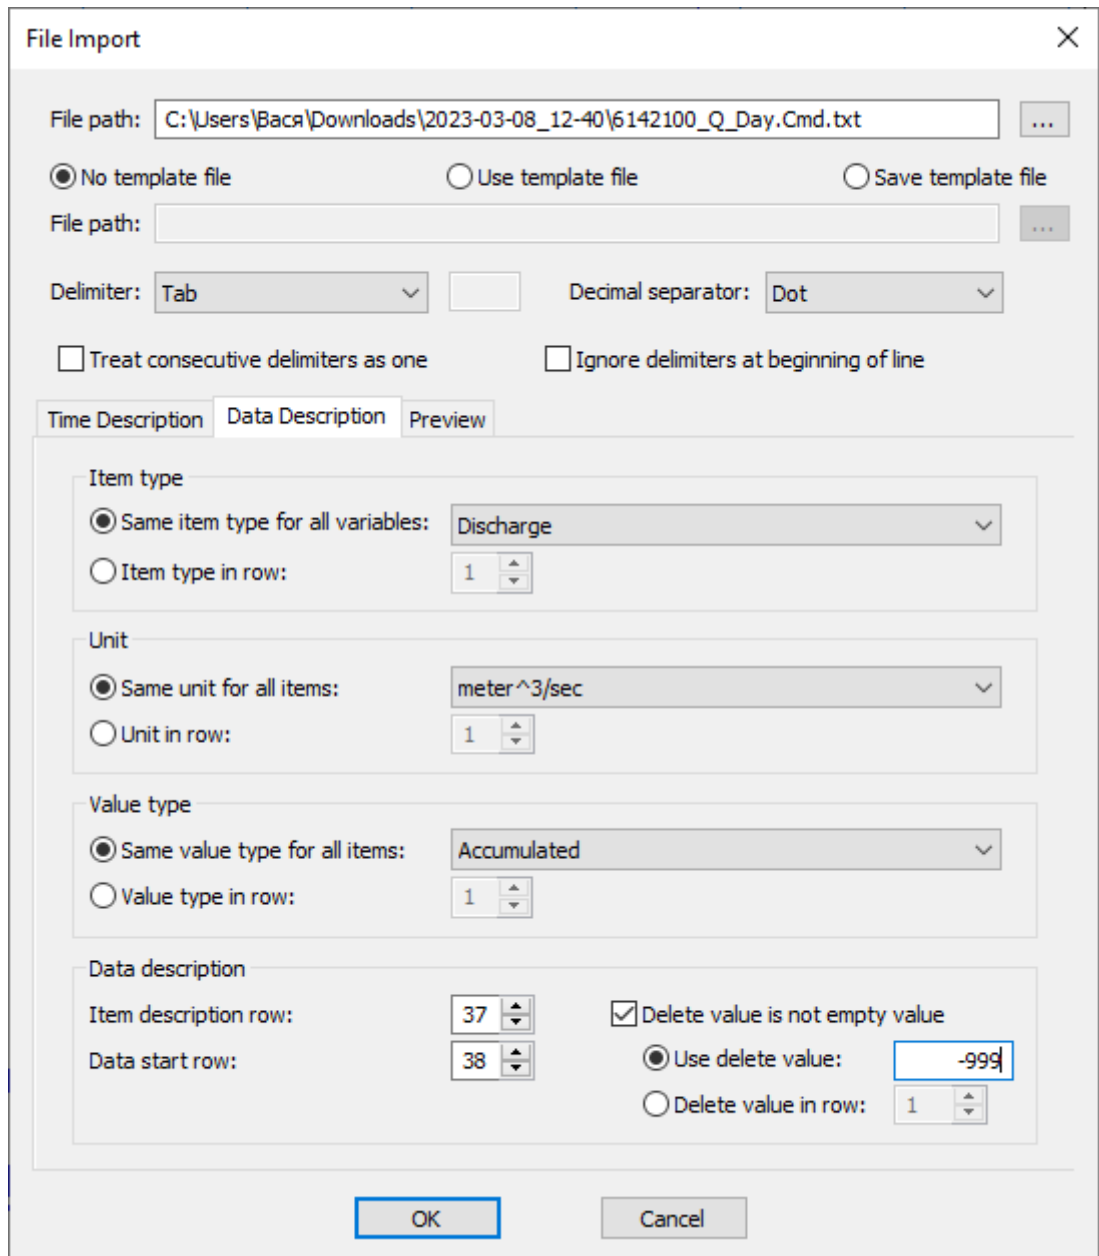 File Import
File path: C:\Users\Вася\Downloads\2023-03-08_12-40\6142100_Q_Day.Cmd.txt ...
No template file Use template file Save template file
File path: ...
Delimiter: Tab Decimal separator: Dot
Treat consecutive delimiters as one Ignore delimiters at beginning of line
Time Description Data Description Preview
Item type
Same item type for all variables: Discharge
Item type in row: 1
Unit
Same unit for all items: meter^3/sec
Unit in row: 1
Value type
Same value type for all items: Accumulated
Value type in row: 1
Data description
Item description row: 37 Delete value is not empty value
Data start row: 38 Use delete value: -999
Delete value in row: 1
OK Cancel